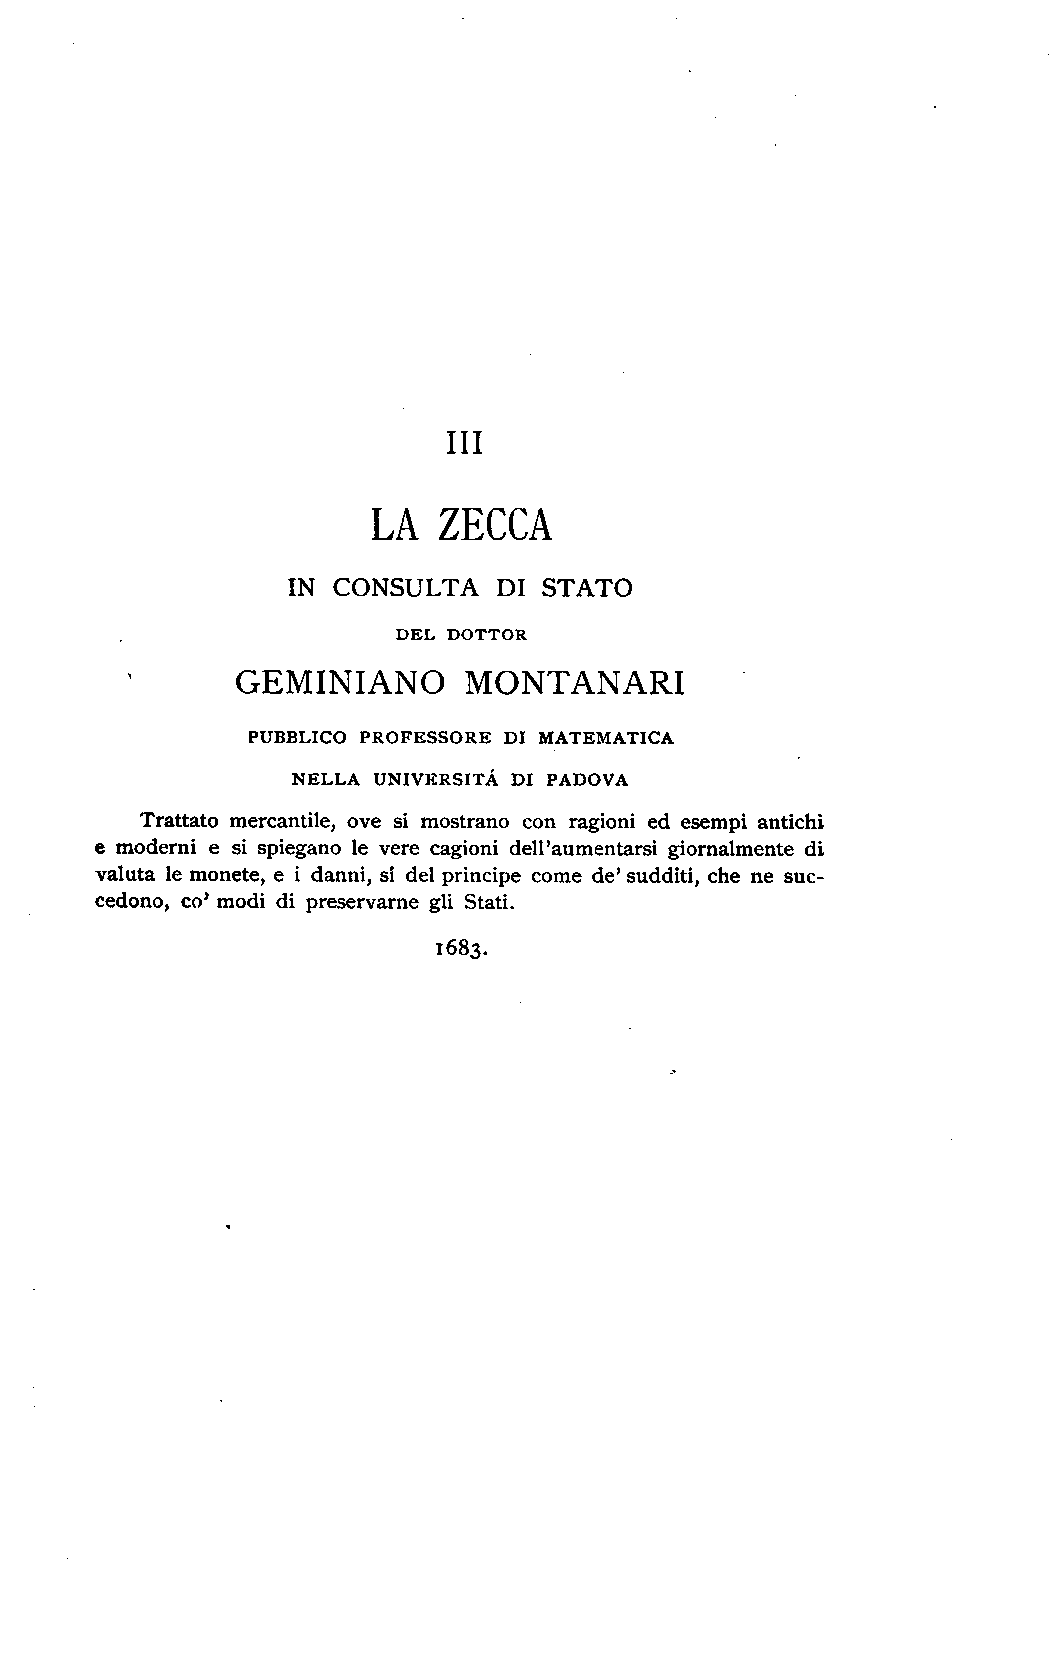 III
LA ZECCA
IN CONSULTA DI STATO
DEL DOTTOR
GEMINIANO MONTANARI
PUBBLICO PROFESSORE DI MATEMATICA
NELLA UNIVERSITÁ DI PADOVA
Trattato mercantile, ove si mostrano con ragioni ed esempi antichi
e moderni e si spiegano le vere cagioni dell'aumentarsi giornalmente di
valuta le monete, e i danni, sí del principe come de' sudditi, che ne suc-
cedono, co' modi di preservarne gli Stati.
1683.